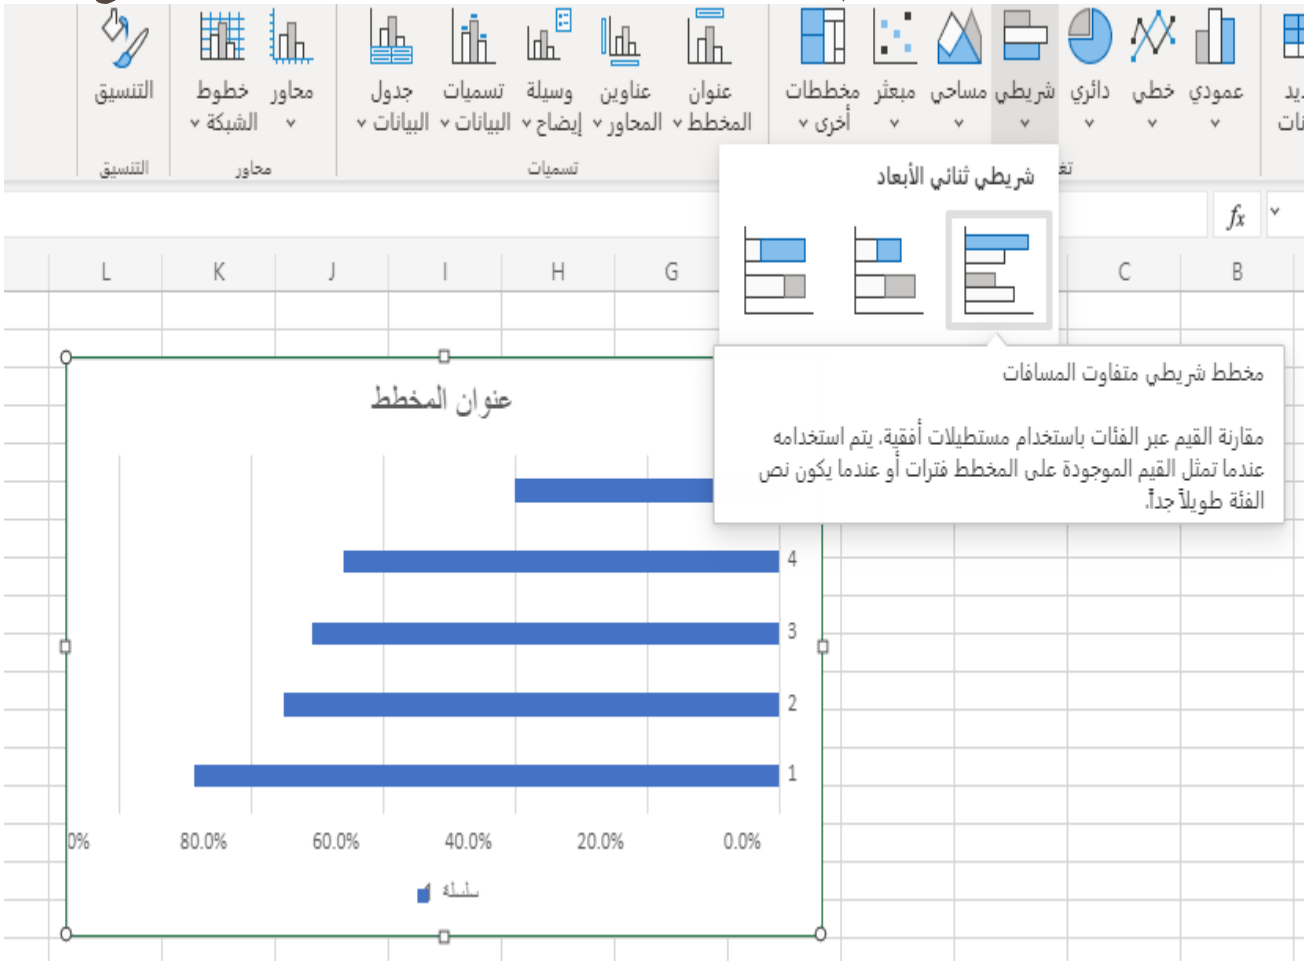 عمودي خطي دائري شريطي مساحي مبعثر مخططات أخرى
عنوان المخطط عناوين المحاور وسيلة إيضاح تسميات البيانات جدول البيانات
محاور خطوط الشبكة
التنسيق
تسميات
محاور
التنسيق
شريطي ثنائي الأبعاد
fx
B C G H I J K L
مخطط شريطي متفاوت المسافات
مقارنة القيم عبر الفئات باستخدام مستطيلات أفقية. يتم استخدامه
عندما تمثل القيم الموجودة على المخطط فترات أو عندما يكون نص
الفئة طويلاً جداً.
عنوان المخطط
4
3
2
1
0.0% 20.0% 40.0% 60.0% 80.0% 0%
سلسلة